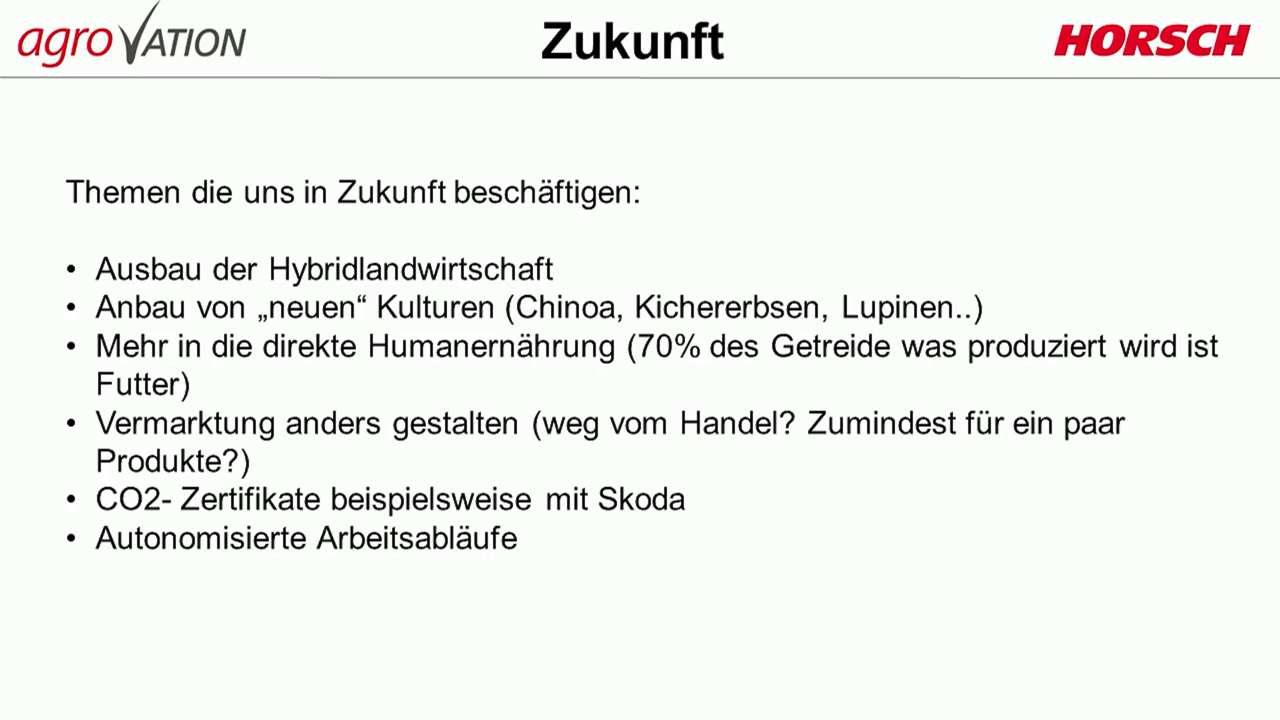 agroVATION
Zukunft
HORSCH
Themen die uns in Zukunft beschäftigen:
• Ausbau der Hybridlandwirtschaft
• Anbau von „neuen“ Kulturen (Chinoa, Kichererbsen, Lupinen..)
• Mehr in die direkte Humanernährung (70% des Getreide was produziert wird ist
Futter)
• Vermarktung anders gestalten (weg vom Handel? Zumindest für ein paar
Produkte?)
• CO2- Zertifikate beispielsweise mit Skoda
• Autonomisierte Arbeitsabläufe